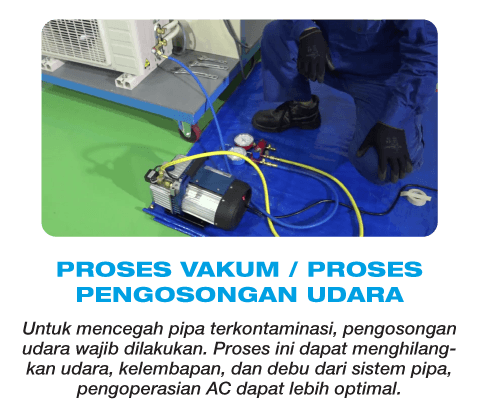 PROSES VAKUM / PROSES
PENGOSONGAN UDARA
Untuk mencegah pipa terkontaminasi, pengosongan
udara wajib dilakukan. Proses ini dapat menghilang-
kan udara, kelembapan, dan debu dari sistem pipa,
pengoperasian AC dapat lebih optimal.